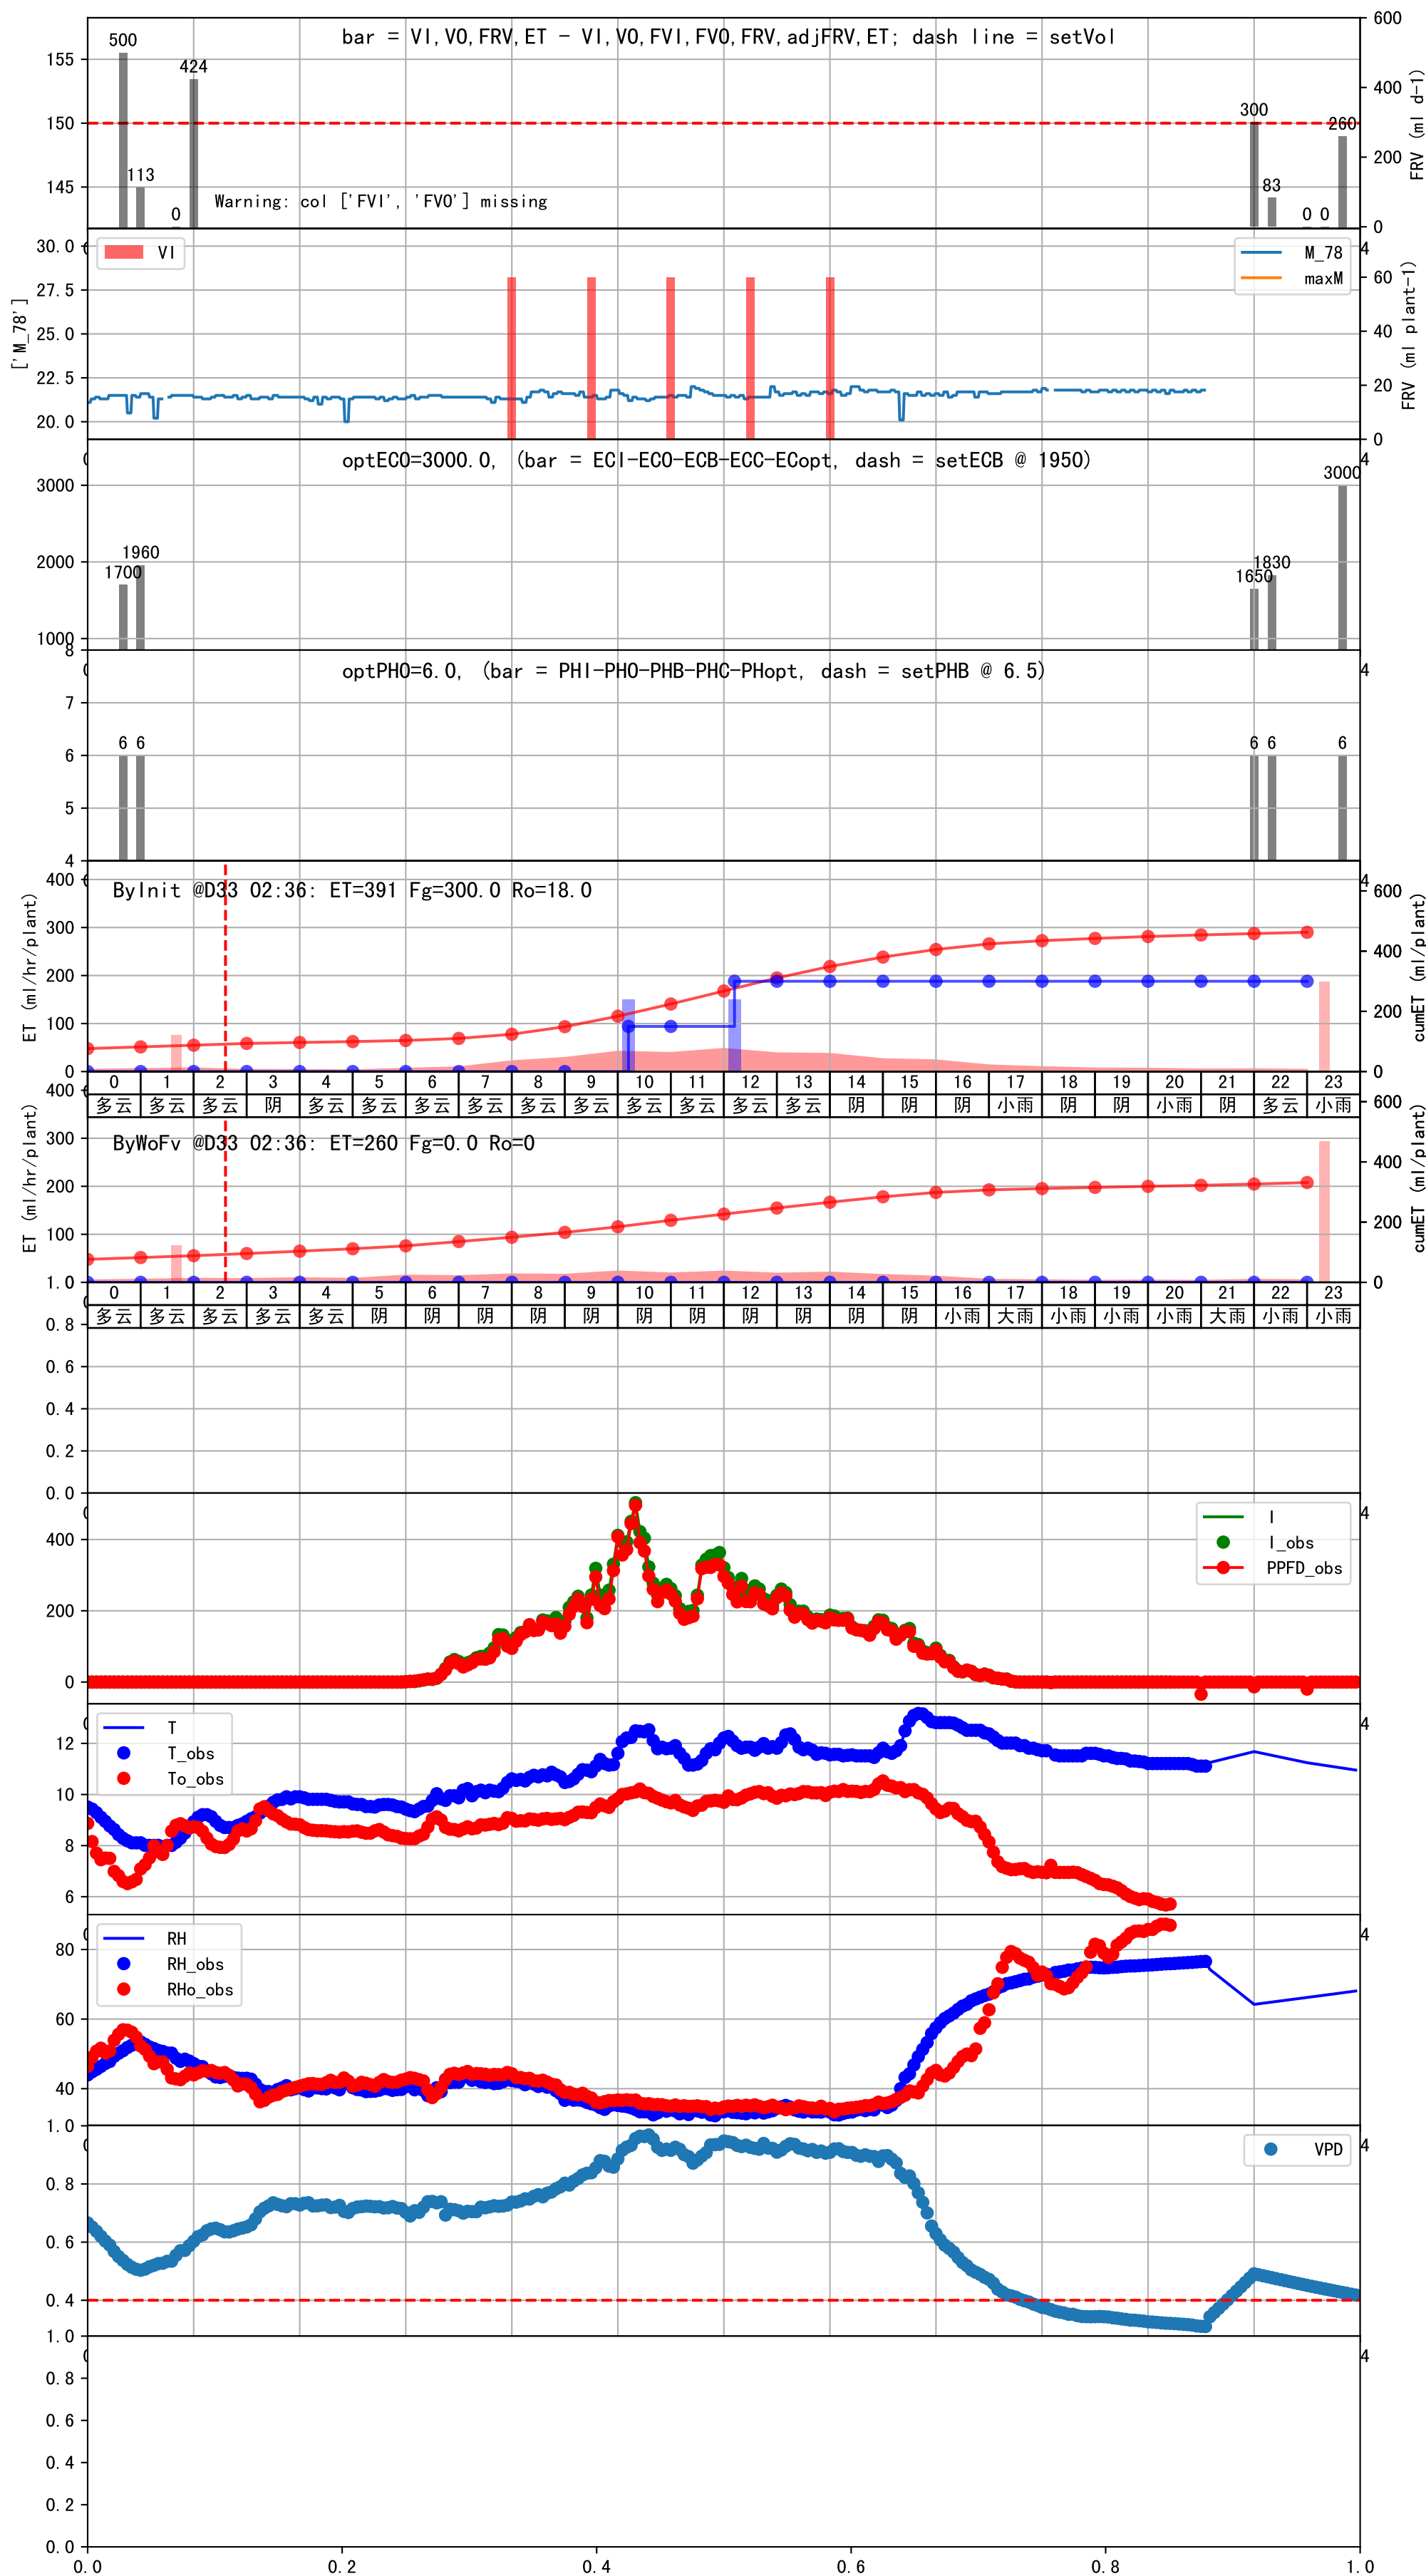 bar = VI,VO,FRV,ET - VI,VO,FVI,FVO,FRV,adjFRV,ET; dash line = setVol
155 150 145
500 113 0 424 300 83 0 0 260
Warning: col ['FVI', 'FVO'] missing
600 400 200 0
FRV (ml d-1)
VI
M_78
maxM
30.0 27.5 25.0 22.5 20.0
['M_78']
4
60 40 20 0
FRV (ml plant-1)
optECO=3000.0, (bar = ECI-ECO-ECB-ECC-ECopt, dash = setECB @ 1950)
4
3000 2000 1000
1700 1960 1650 1830 3000
optPHO=6.0, (bar = PHI-PHO-PHB-PHC-PHopt, dash = setPHB @ 6.5)
4
8 7 6 5 4
6 6 6 6 6
ByInit @D33 02:36: ET=391 Fg=300.0 Ro=18.0
4
400 300 200 100 0
ET (ml/hr/plant)
600 400 200 0
cumET (ml/plant)
0 1 2 3 4 5 6 7 8 9 10 11 12 13 14 15 16 17 18 19 20 21 22 23
多云 多云 多云 阴 多云 多云 多云 多云 多云 多云 多云 多云 多云 多云 阴 阴 阴 小雨 阴 阴 小雨 阴 多云 小雨
ByWoFv @D33 02:36: ET=260 Fg=0.0 Ro=0
400 300 200 100
ET (ml/hr/plant)
600 400 200 0
cumET (ml/plant)
0 1 2 3 4 5 6 7 8 9 10 11 12 13 14 15 16 17 18 19 20 21 22 23
多云 多云 多云 多云 多云 阴 阴 阴 阴 阴 阴 阴 阴 阴 阴 阴 小雨 大雨 小雨 小雨 小雨 大雨 小雨 小雨
1.0 0.8 0.6 0.4 0.2 0.0
4
I
I_obs
PPFD_obs
400 200 0
4
T
T_obs
To_obs
12 10 8 6
4
RH
RH_obs
RHo_obs
80 60 40
4
VPD
1.0 0.8 0.6 0.4
4
1.0 0.8 0.6 0.4 0.2 0.0
0.0 0.2 0.4 0.6 0.8 1.0